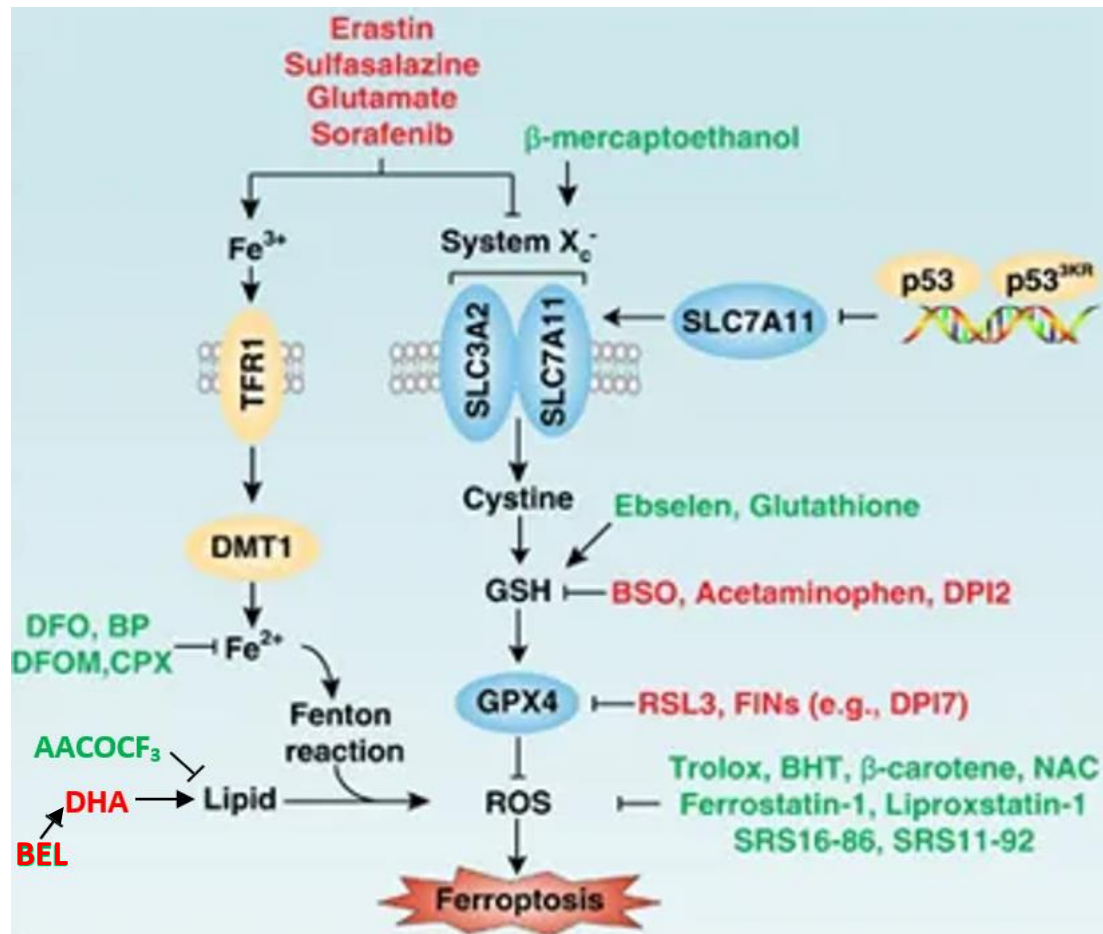 Erastin
Sulfasalazine
Glutamate
Sorafenib
β-mercaptoethanol
Fe³⁺
System Xc⁻
p53
p53³ᴷᴿ
TFR1
SLC3A2
SLC7A11
SLC7A11
Cystine
Ebselen, Glutathione
DMT1
GSH
BSO, Acetaminophen, DPI2
DFO, BP
DFOM,CPX
Fe²⁺
GPX4
RSL3, FINs (e.g., DPI7)
Fenton
reaction
AACOCF₃
Trolox, BHT, β-carotene, NAC
DHA
Lipid
ROS
Ferrostatin-1, Liproxstatin-1
SRS16-86, SRS11-92
BEL
Ferroptosis